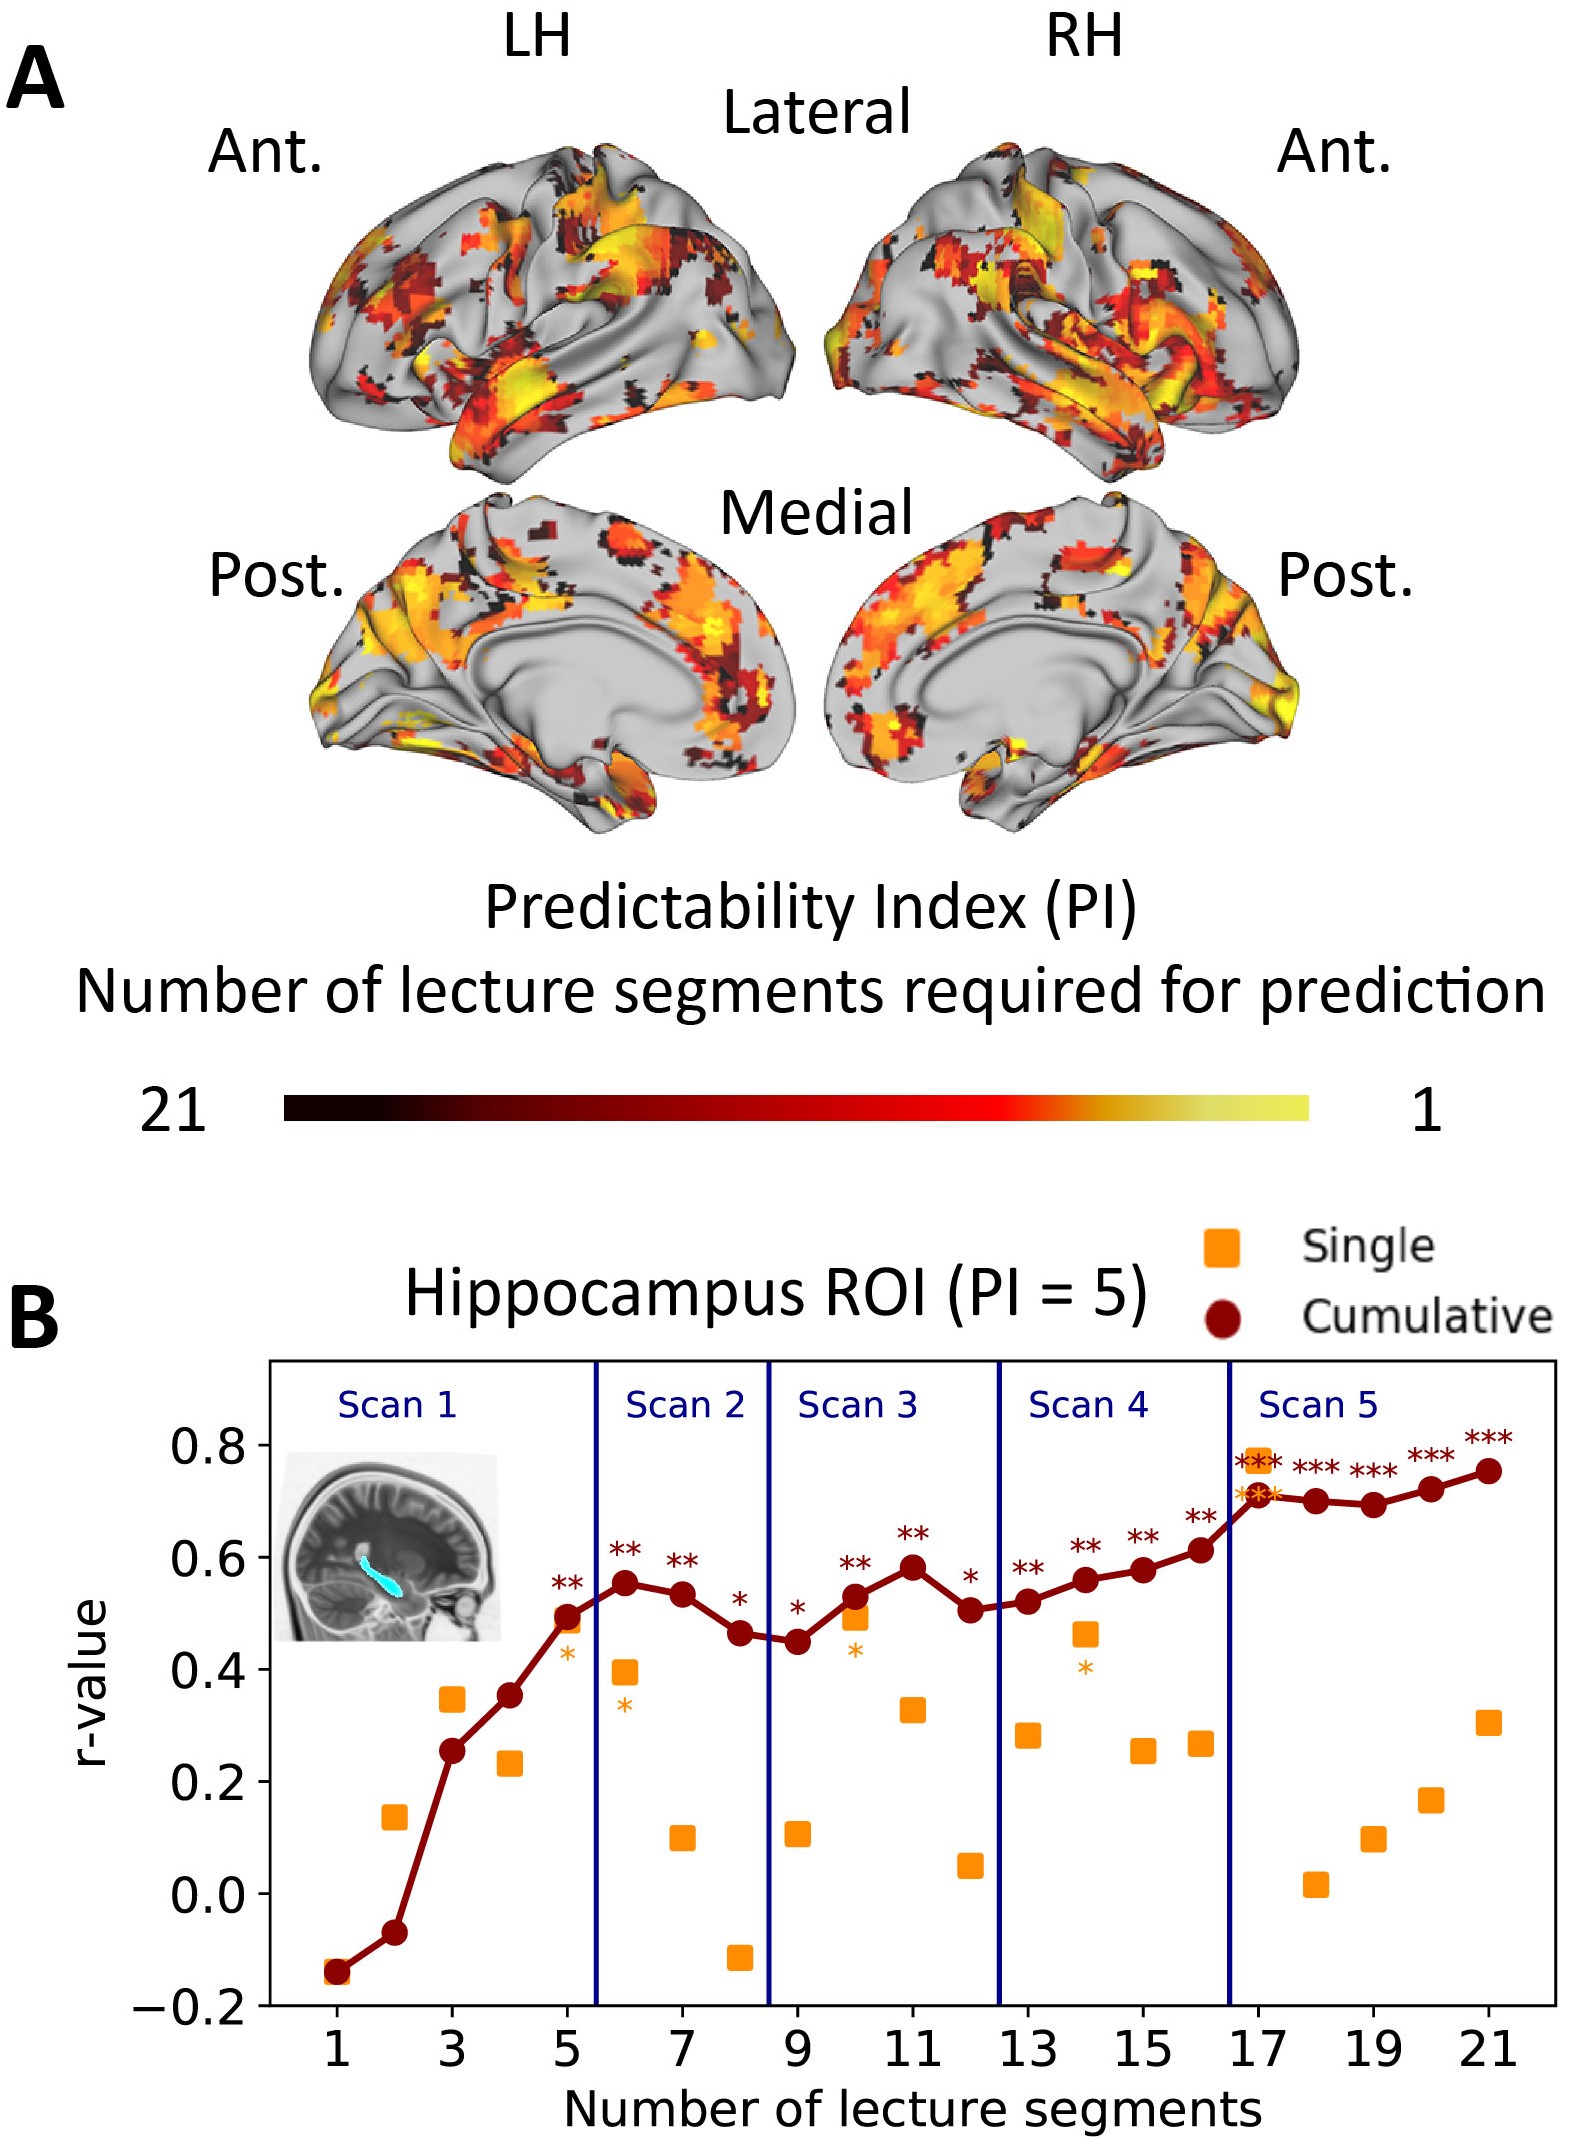 A
LH
RH
Lateral
Ant.
Ant.
Medial
Post.
Post.
Predictability Index (PI)
Number of lecture segments required for prediction
21
1
B
Hippocampus ROI (PI = 5)
Single
Cumulative
Scan 1
Scan 2
Scan 3
Scan 4
Scan 5
r-value
0.8
0.6
0.4
0.2
0.0
−0.2
** ** ** * * ** ** * ** ** ** ** *** *** *** *** ***
* * * * ***
1 3 5 7 9 11 13 15 17 19 21
Number of lecture segments